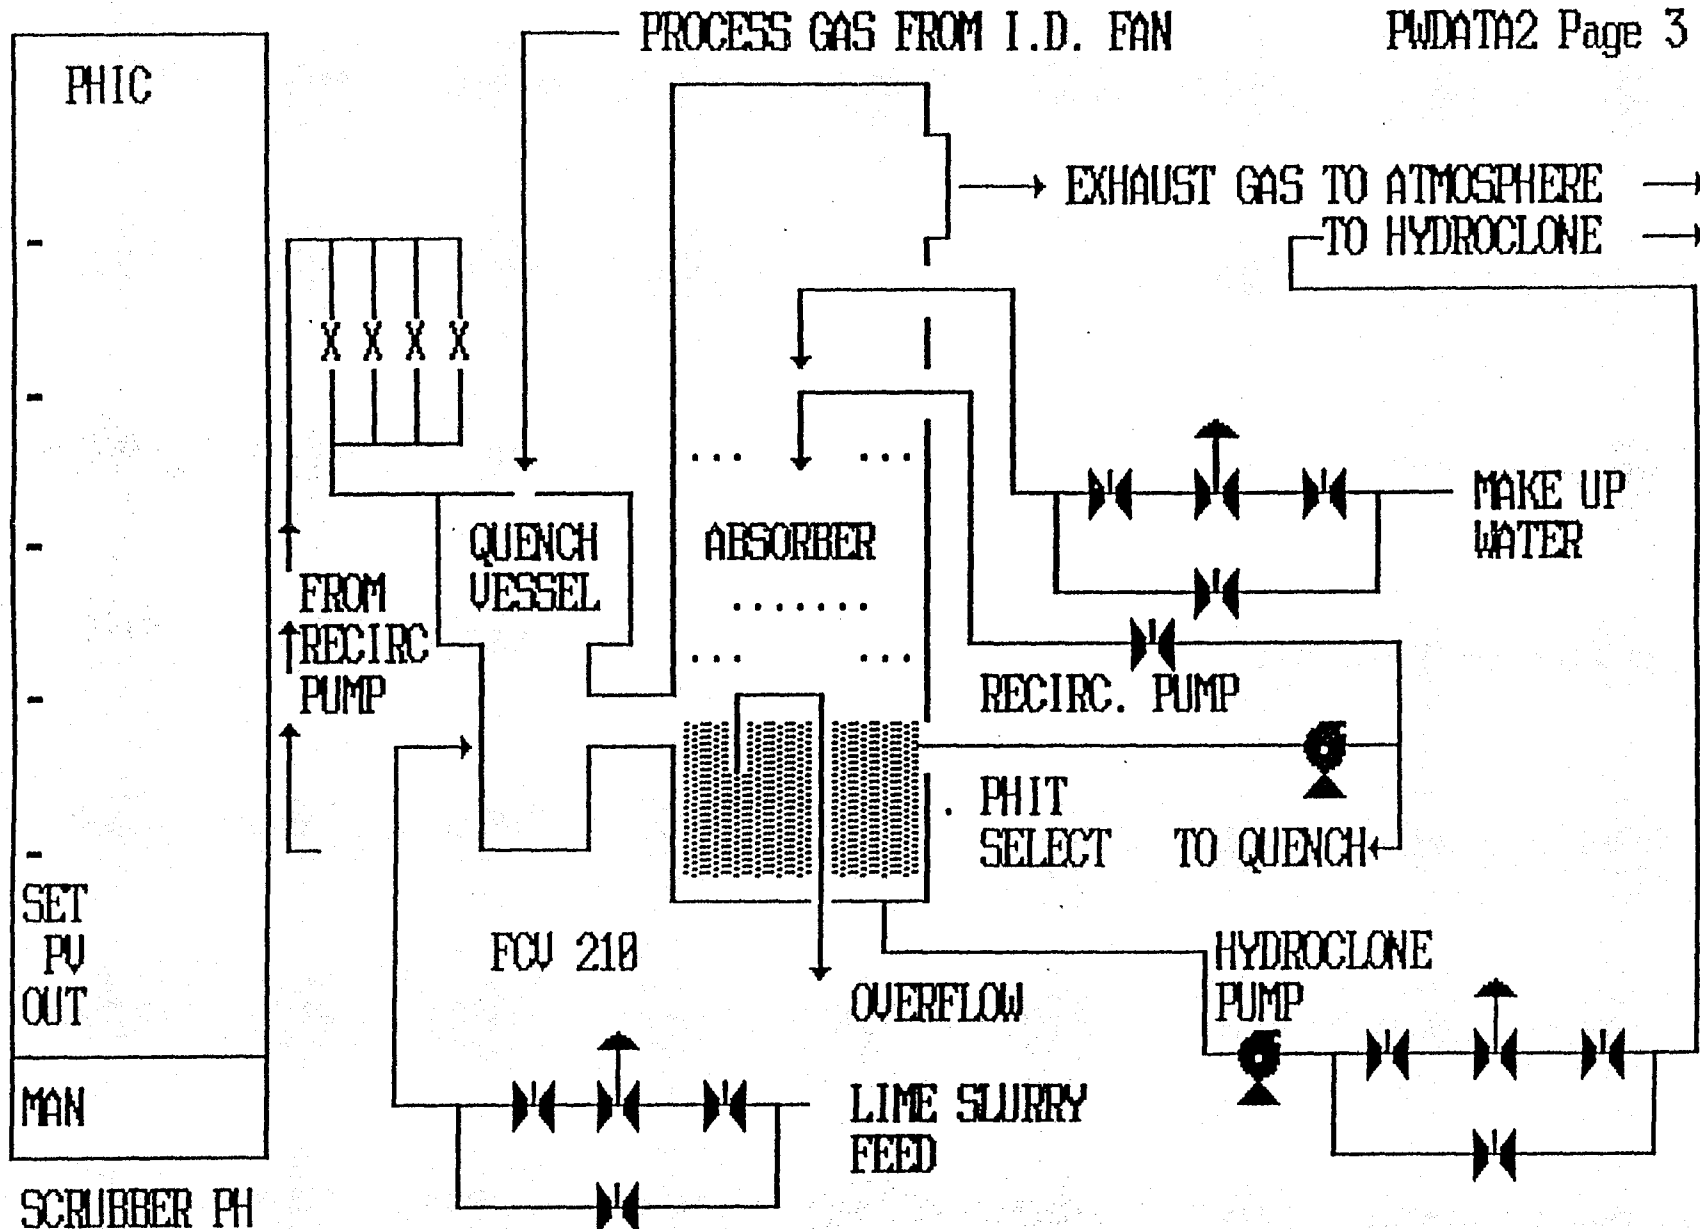 PROCESS GAS FROM I.D. FAN
PWDATA2 Page 3
PHIC
EXHAUST GAS TO ATMOSPHERE
TO HYDROCLONE
X X X X
QUENCH
VESSEL
ABSORBER
MAKE UP
WATER
FROM
RECIRC
PUMP
RECIRC. PUMP
PHIT
SELECT
TO QUENCH
SET
PV
OUT
MAN
SCRUBBER PH
FCV 210
OVERFLOW
HYDROCLONE
PUMP
LIME SLURRY
FEED